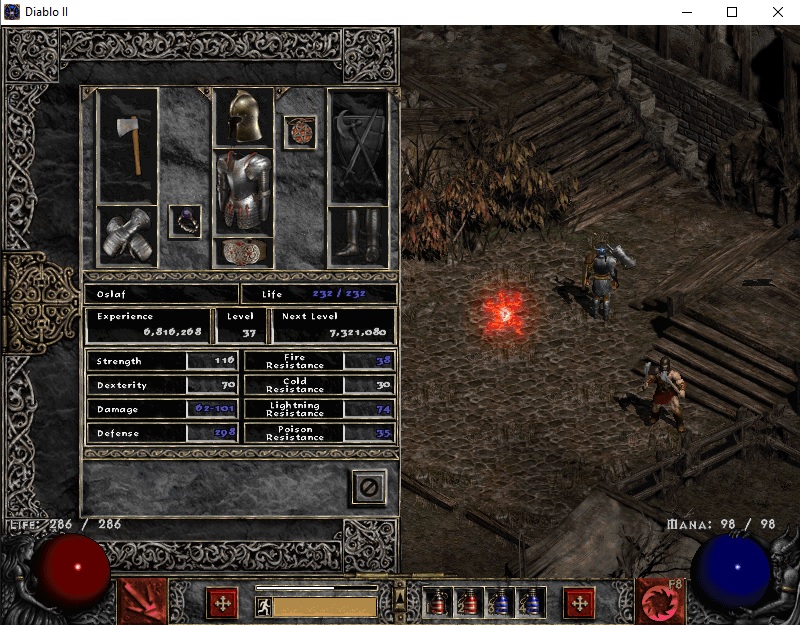 Diablo II
Oslaf
Life 232 / 232
Experience 6,816,268
Level 37
Next Level 7,321,080
Strength 116
Fire Resistance 38
Dexterity 70
Cold Resistance 30
Damage 62-101
Lightning Resistance 74
Defense 298
Poison Resistance 35
Life: 286 / 286
Mana: 98 / 98
F8
1 2 3 4